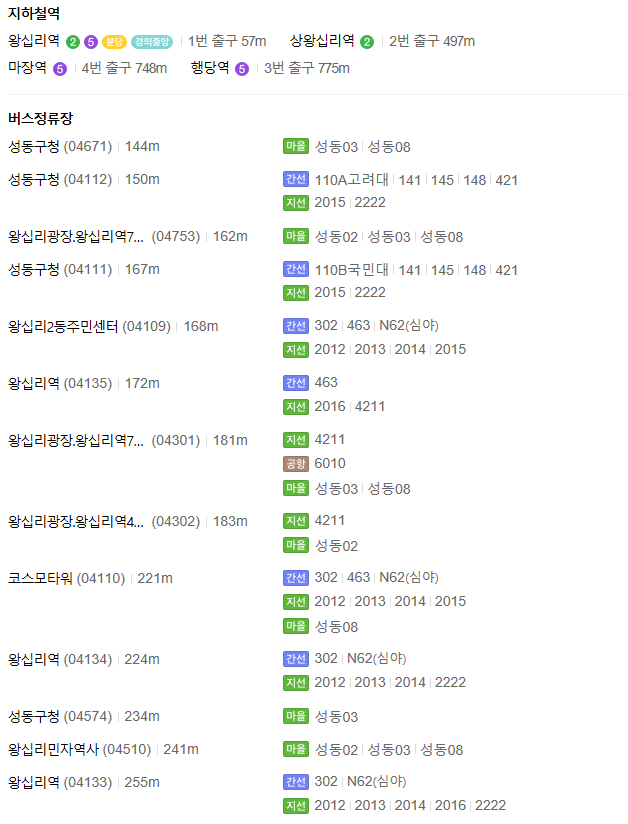 지하철역
왕십리역 2 5 분당 경의중앙 1번 출구 57m 상왕십리역 2 2번 출구 497m
마장역 5 4번 출구 748m 행당역 5 3번 출구 775m
버스정류장
성동구청 (04671) 144m 마을 성동03 성동08
성동구청 (04112) 150m 간선 110A고려대 141 145 148 421
지선 2015 2222
왕십리광장.왕십리역7... (04753) 162m 마을 성동02 성동03 성동08
성동구청 (04111) 167m 간선 110B국민대 141 145 148 421
지선 2015 2222
왕십리2동주민센터 (04109) 168m 간선 302 463 N62(심야)
지선 2012 2013 2014 2015
왕십리역 (04135) 172m 간선 463
지선 2016 4211
왕십리광장.왕십리역7... (04301) 181m 지선 4211
공항 6010
마을 성동03 성동08
왕십리광장.왕십리역4... (04302) 183m 지선 4211
마을 성동02
코스모타워 (04110) 221m 간선 302 463 N62(심야)
지선 2012 2013 2014 2015
마을 성동08
왕십리역 (04134) 224m 간선 302 N62(심야)
지선 2012 2013 2014 2222
성동구청 (04574) 234m 마을 성동03
왕십리민자역사 (04510) 241m 마을 성동02 성동03 성동08
왕십리역 (04133) 255m 간선 302 N62(심야)
지선 2012 2013 2014 2016 2222